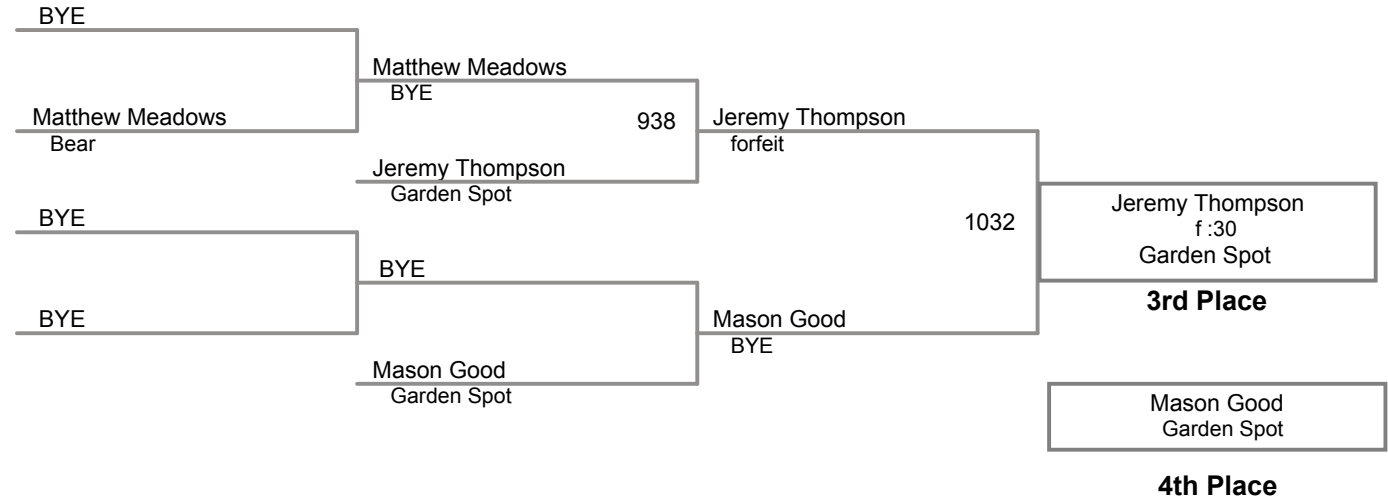 BYE
Matthew Meadows
Bear
BYE
BYE
Matthew Meadows
BYE
938
Jeremy Thompson
Garden Spot
BYE
Mason Good
Garden Spot
Jeremy Thompson
forfeit
1032
Mason Good
BYE
Jeremy Thompson
f :30
Garden Spot
3rd Place
Mason Good
Garden Spot
4th Place